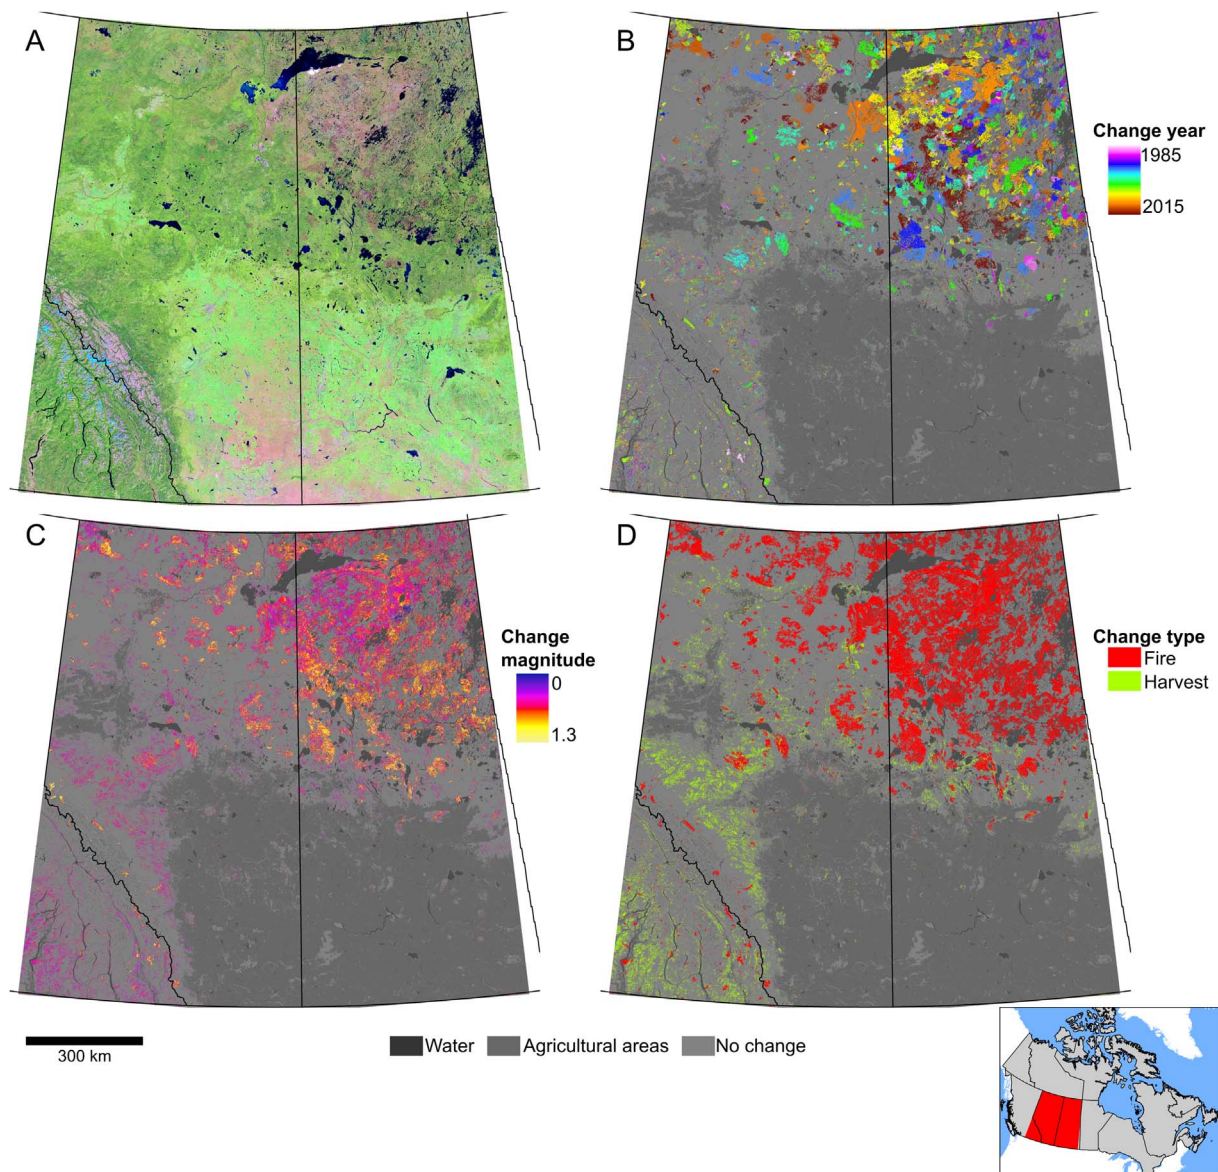 A
B
Change year
1985
2015
C
Change
magnitude
0
1.3
D
Change type
Fire
Harvest
300 km
Water
Agricultural areas
No change